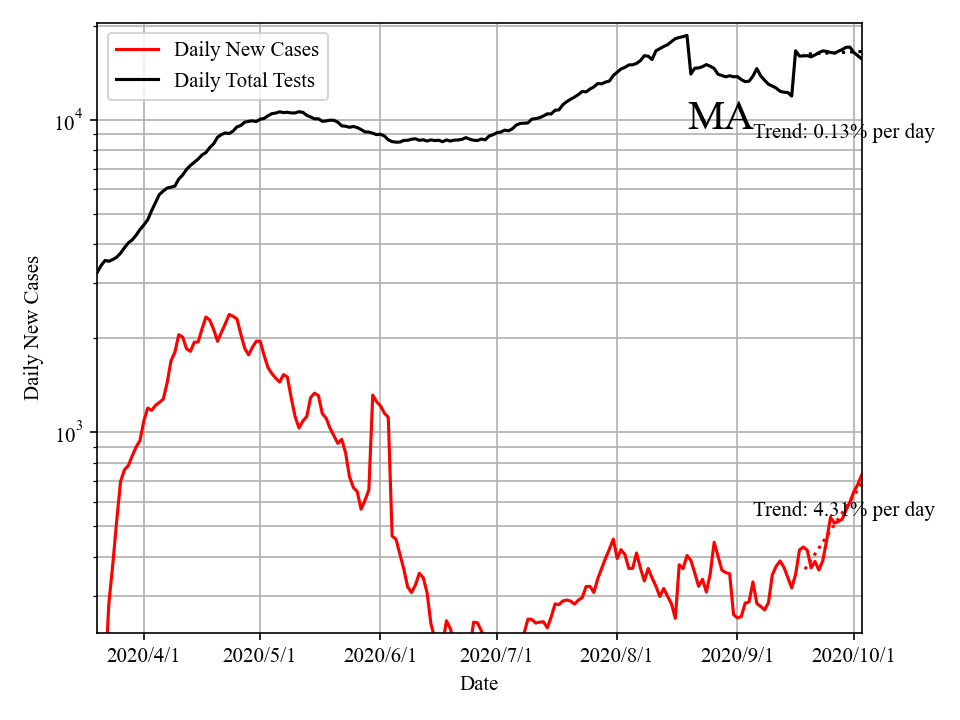 Daily New Cases
Daily Total Tests
10^4
MA
Trend: 0.13% per day
Daily New Cases
10^3
Trend: 4.31% per day
2020/4/1 2020/5/1 2020/6/1 2020/7/1 2020/8/1 2020/9/1 2020/10/1
Date